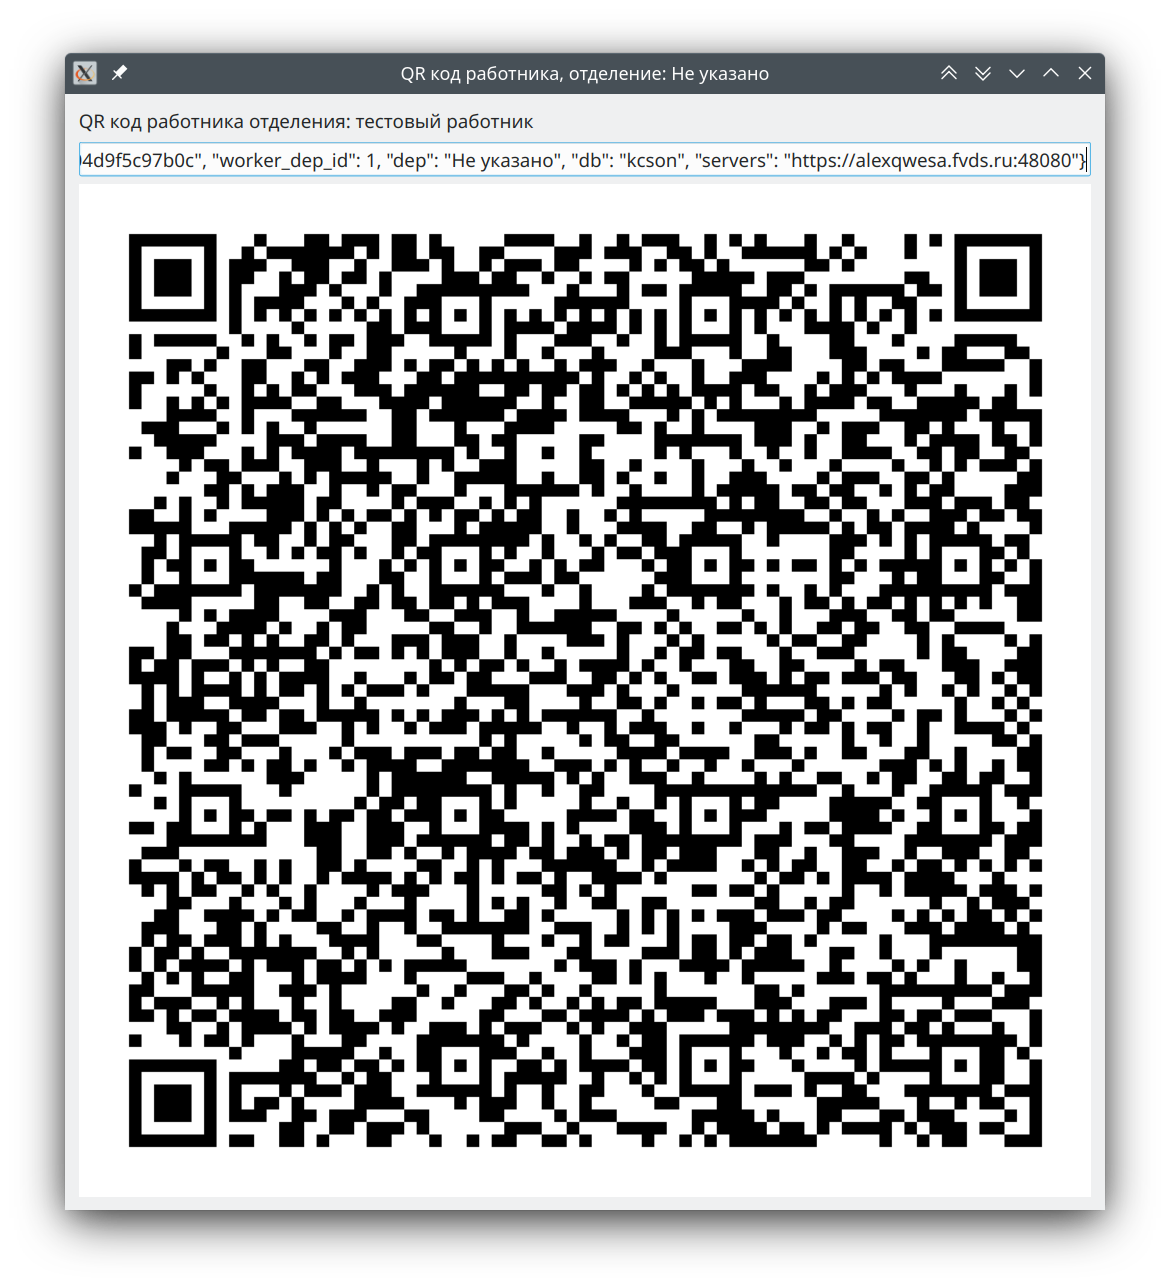 QR код работника, отделение: Не указано
QR код работника отделения: тестовый работник
4d9f5c97b0c", "worker_dep_id": 1, "dep": "Не указано", "db": "kcson", "servers": "https://alexqwesa.fvds.ru:48080"}